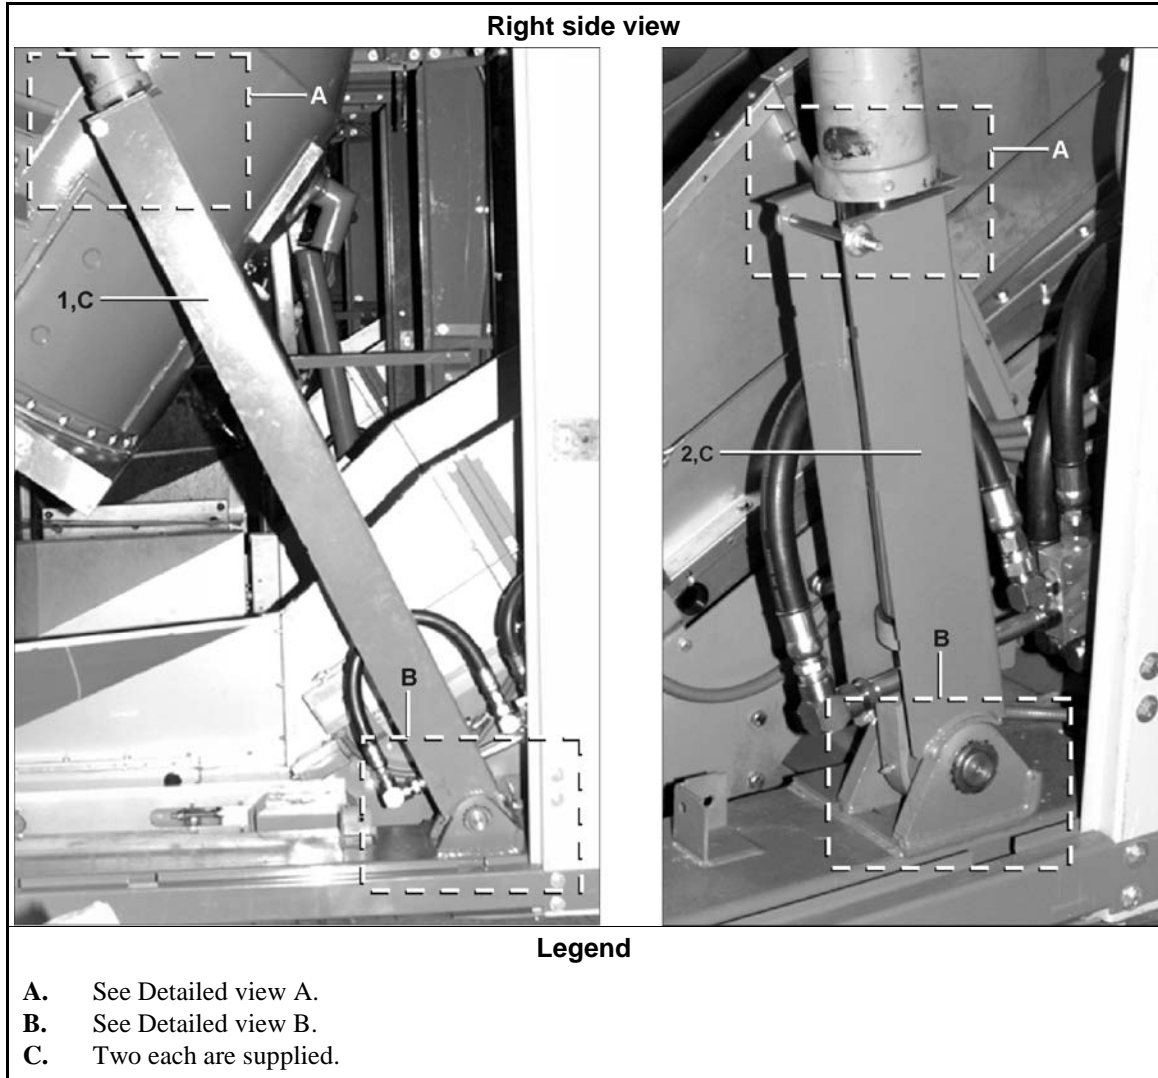 Right side view
A
1,C
B
A
2,C
B
Legend
A. See Detailed view A.
B. See Detailed view B.
C. Two each are supplied.